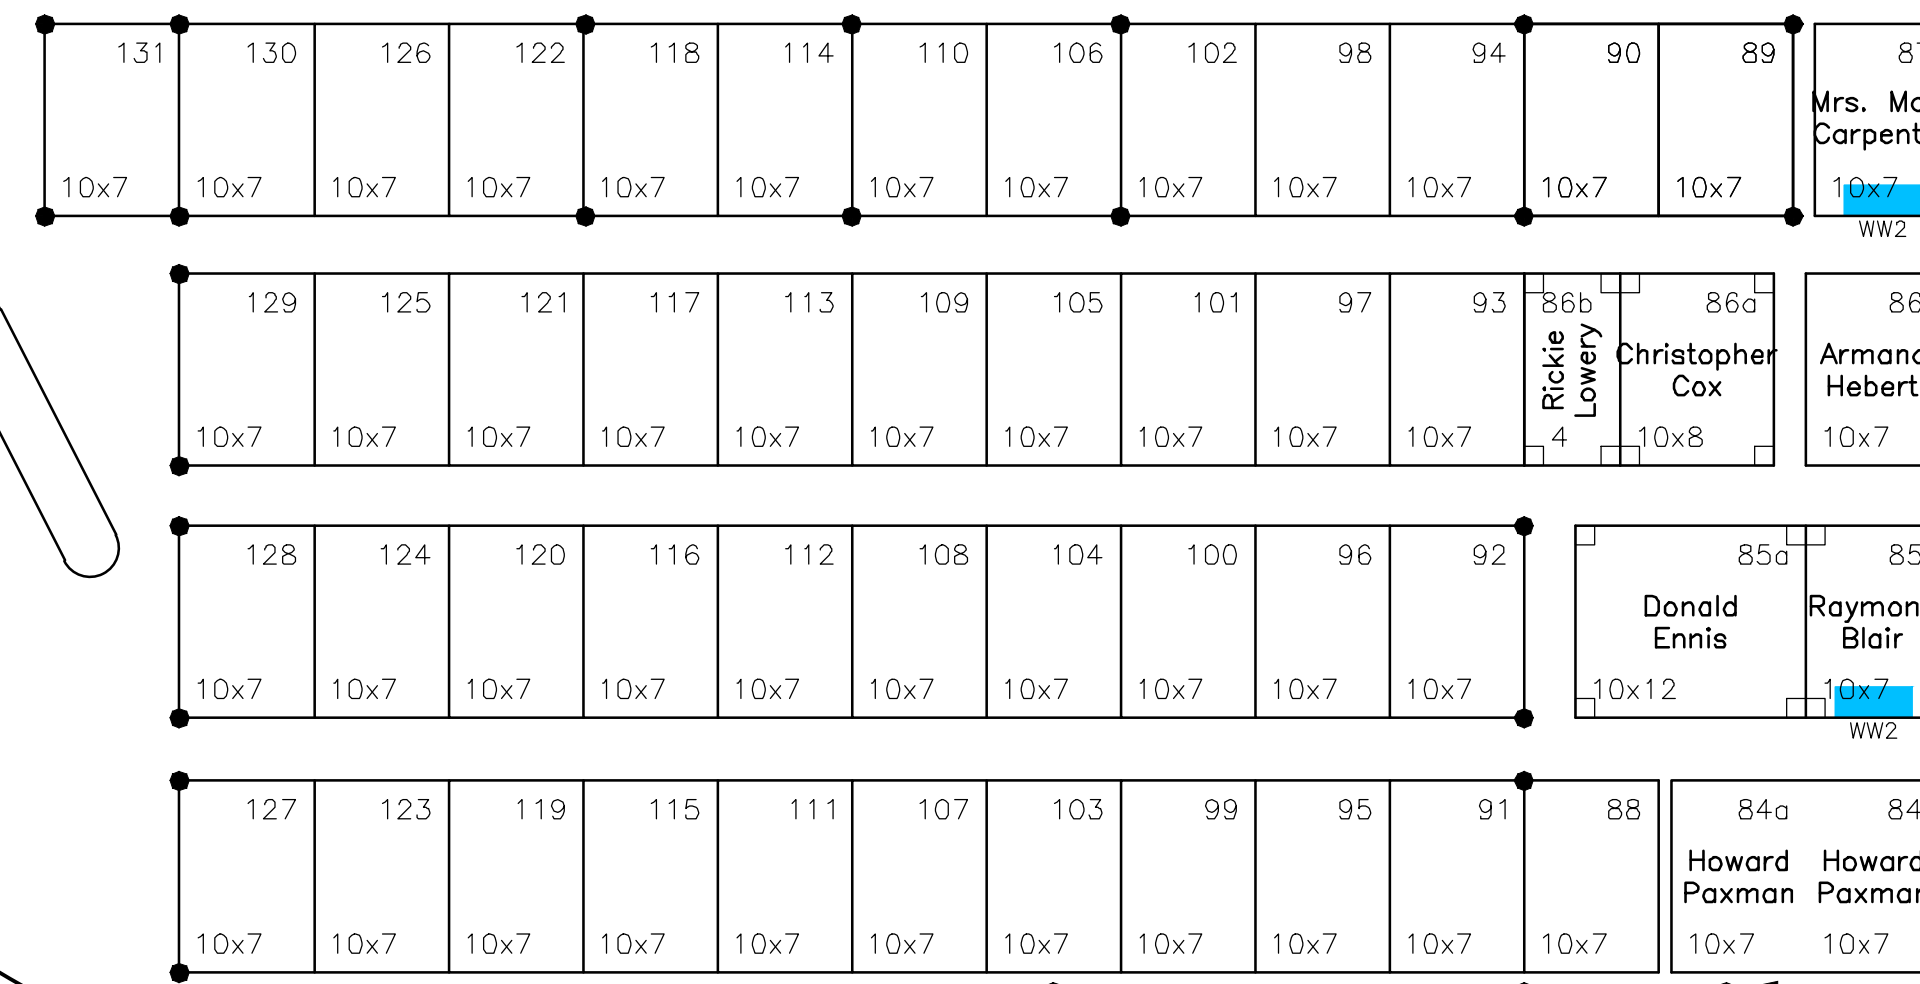 131 130 126 122 118 114 110 106 102 98 94 90 89
Mrs.
10x7 10x7 10x7 10x7 10x7 10x7 10x7 10x7 10x7 10x7 10x7 10x7 10x7 10x7
WW2
129 125 121 117 113 109 105 101 97 93 86b 86a 86
Rickie
Lowery
Christopher
Cox
Hebert
10x7 10x7 10x7 10x7 10x7 10x7 10x7 10x7 10x7 10x7 4 10x8 10x7
128 124 120 116 112 108 104 100 96 92 85a 85
Donald
Ennis
Blair
10x7 10x7 10x7 10x7 10x7 10x7 10x7 10x7 10x7 10x7 10x12 10x7
WW2
127 123 119 115 111 107 103 99 95 91 88 84a 84
Howard Howard
Paxman Paxman
10x7 10x7 10x7 10x7 10x7 10x7 10x7 10x7 10x7 10x7 10x7 10x7 10x7